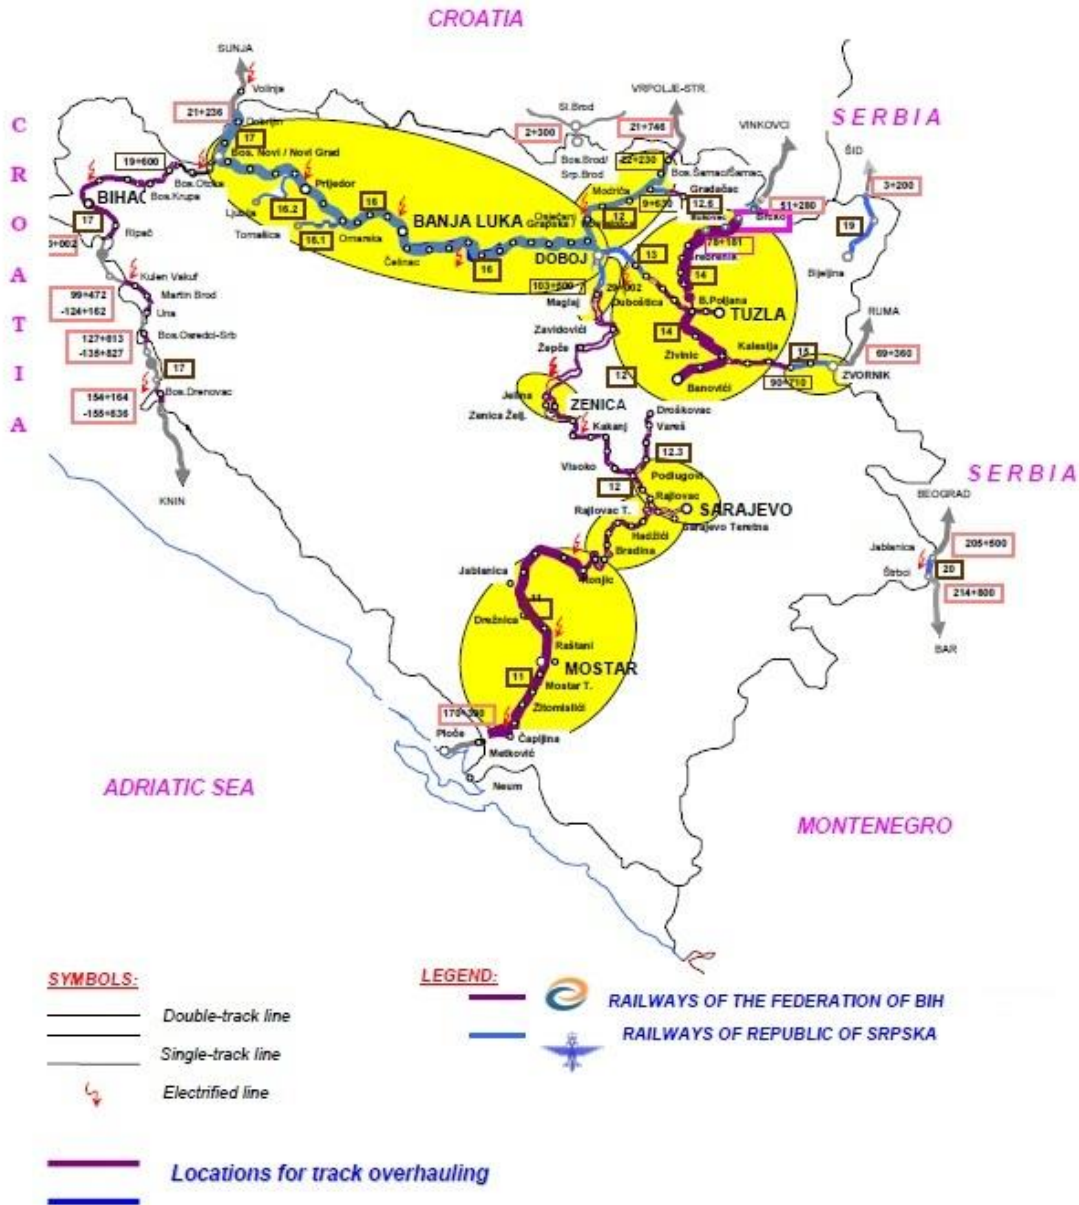 CROATIA
SUNJA
Volinja
VRPOLJE-STR.
Sl.Brod
21+236
2+300
21+746
SERBIA
VINKOVCI
ŠID
Dobrljin
17
Bos. Novi / Novi Grad
Bos.Brod/
Srp.Brod
22+230
Bos.Šamac/Šamac
3+200
19+600
Bos.Otoka
Bos.Krupa
Prijedor
Modriča
Gradačac
9+630
12.5
51+280
Brčko
BIHAĆ
17
Ripač
Ljubija
16.2
16
BANJA LUKA
Tomašica
16.1
Omarska
Čelinac
16
Osječani
Grapska /
12
DOBOJ
13
78+181
Srebrenik
14
19
Bijeljina
CROATIA
Kulen Vakuf
99+472
-124+162
Martin Brod
Una
103+500
Maglaj
Duboštica
B.Poljana
TUZLA
RUMA
127+613
-135+827
Bos.Osredci-Srb
Zavidovići
Žepče
14
Živinice
Kalesija
15
69+360
17
12
Banovići
90+710
ZVORNIK
154+164
-155+636
Bos.Drenovac
Jelina
ZENICA
Zenica Želj.
Droškovac
Vareš
Kakanj
12.3
Visoko
Podlugovi
SERBIA
KNIN
12
Rajlovac
BEOGRAD
Rajlovac T.
SARAJEVO
Sarajevo Teretna
Hadžići
Bradina
205+500
Jablanica
20
Štrbci
214+800
Jablanica
Konjic
11
Drežnica
BAR
Raštani
MOSTAR
11
Mostar T.
Žitomislići
170+390
Ploče
Čapljina
Metković
Neum
ADRIATIC SEA
MONTENEGRO
SYMBOLS:
Double-track line
Single-track line
Electrified line
LEGEND:
RAILWAYS OF THE FEDERATION OF BIH
RAILWAYS OF REPUBLIC OF SRPSKA
Locations for track overhauling